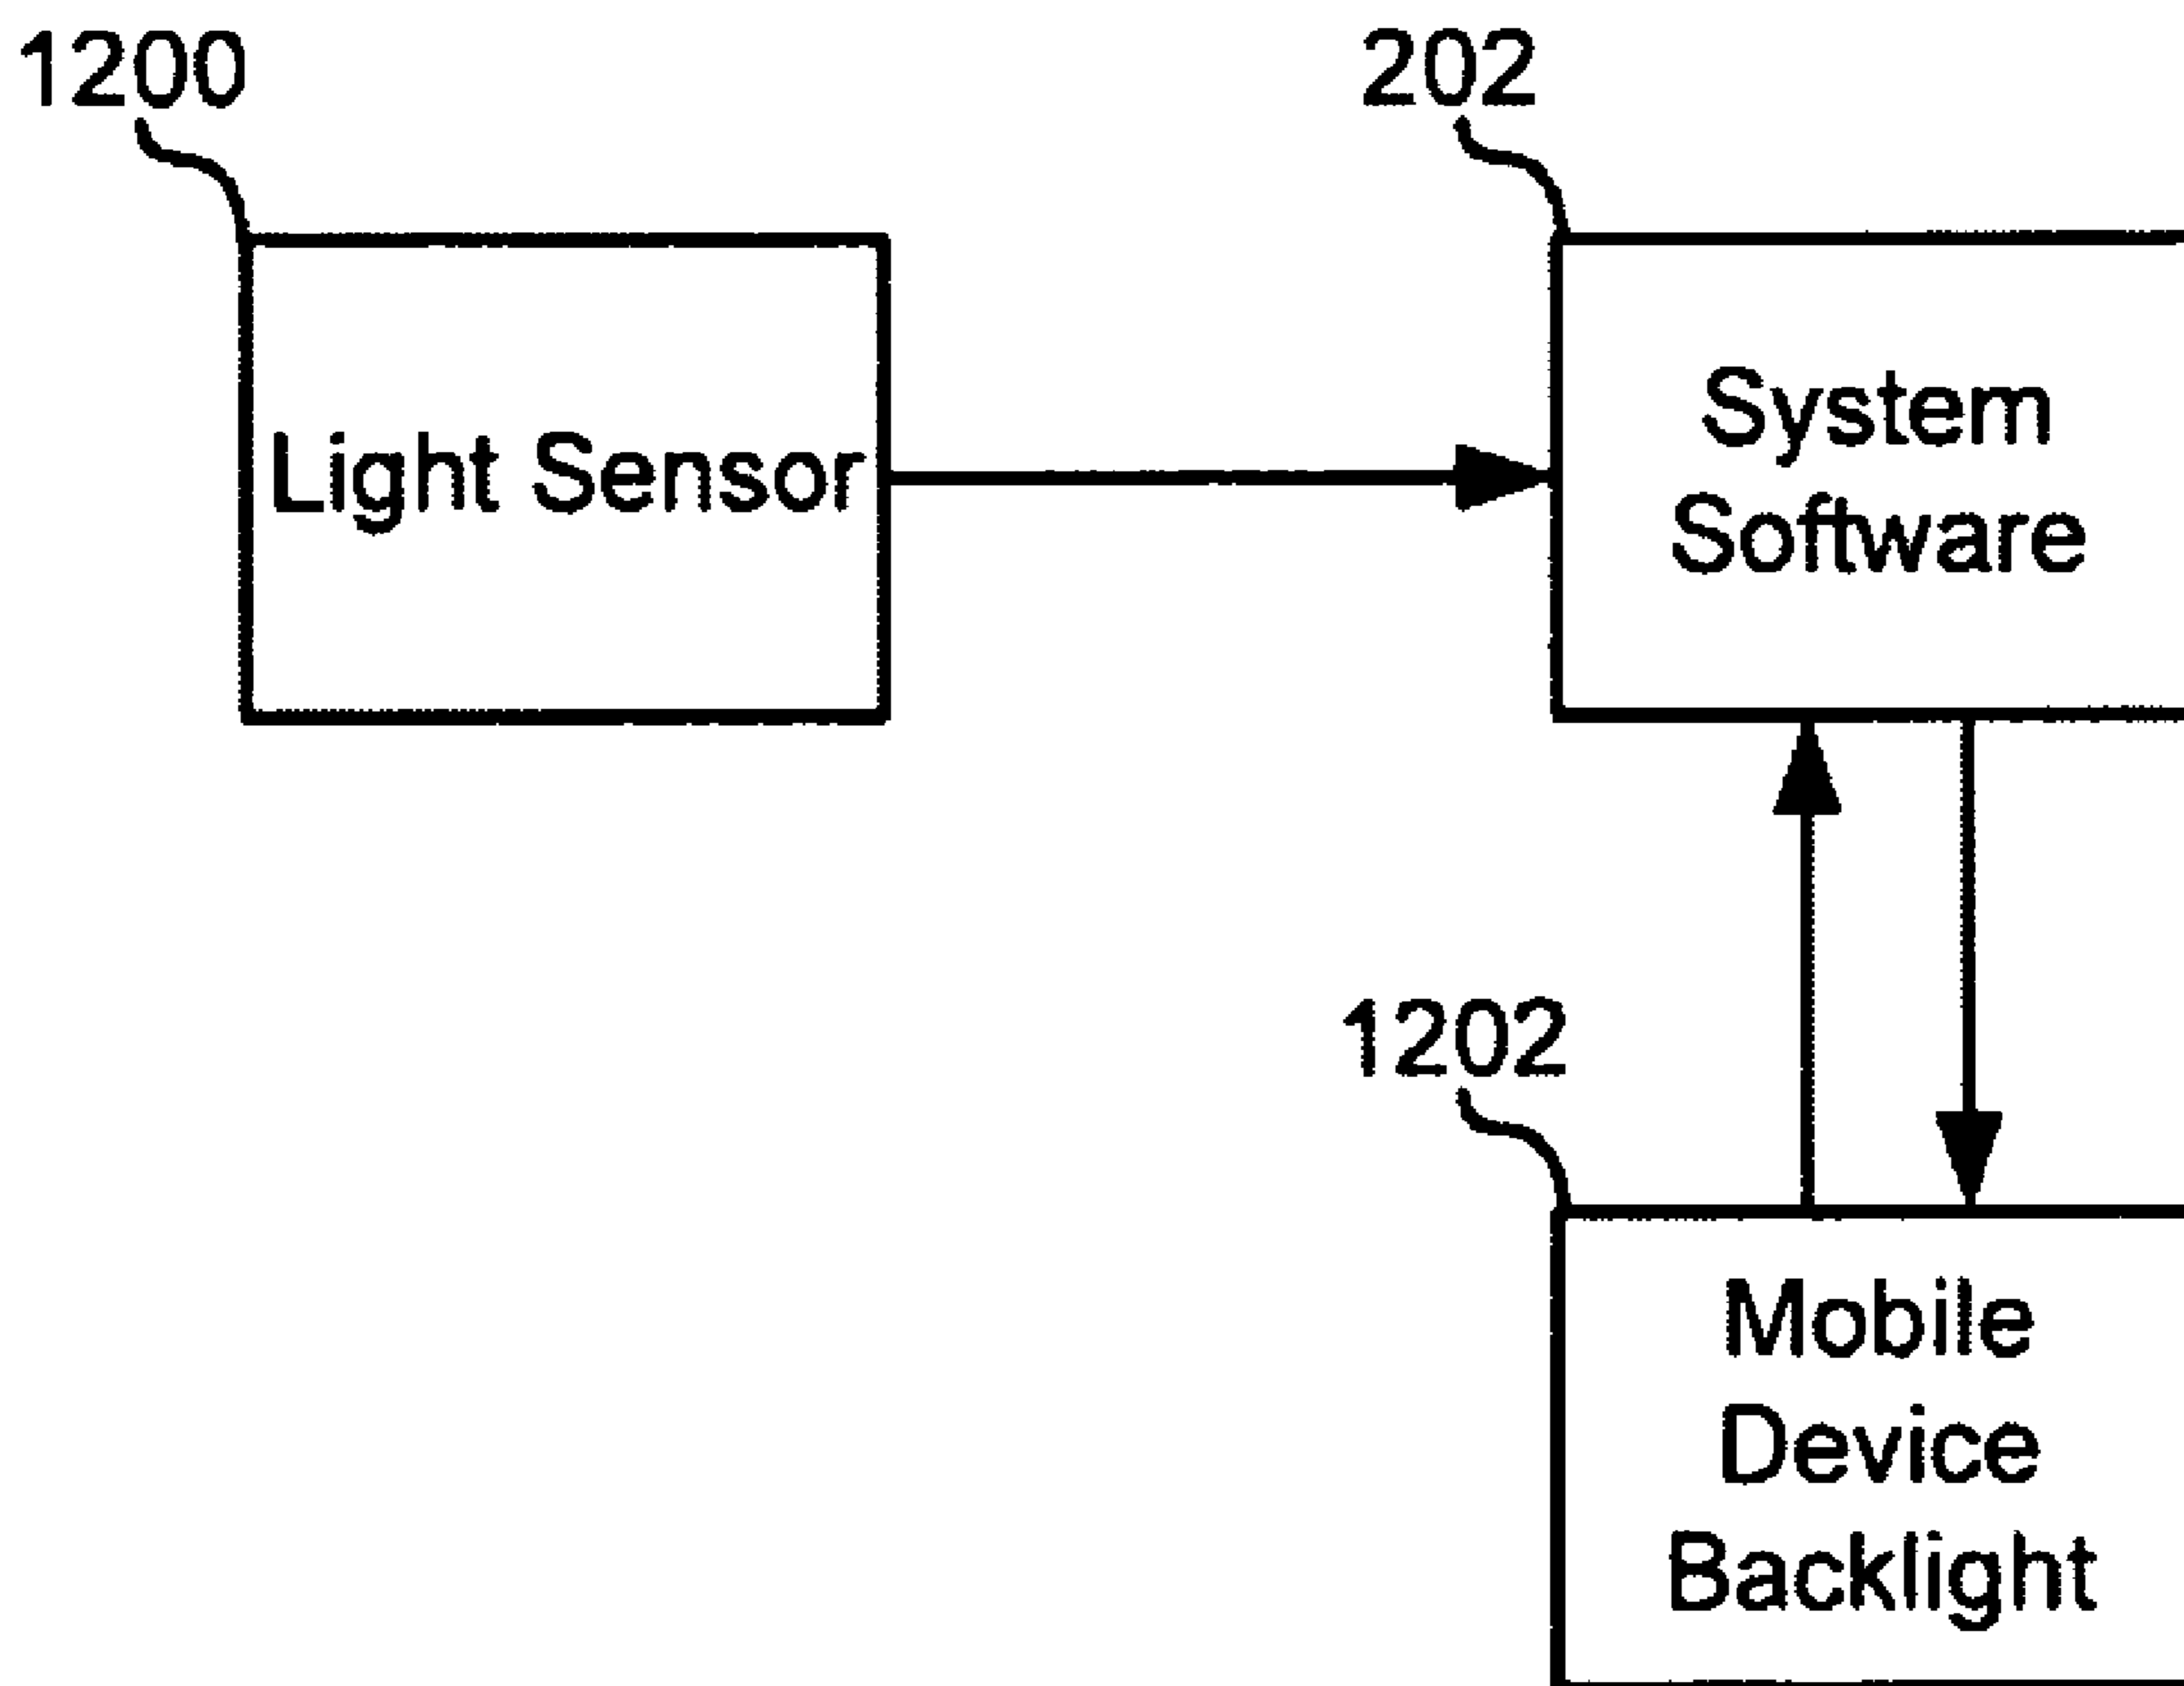 1200
202
Light Sensor
System
Software
1202
Mobile
Device
Backlight